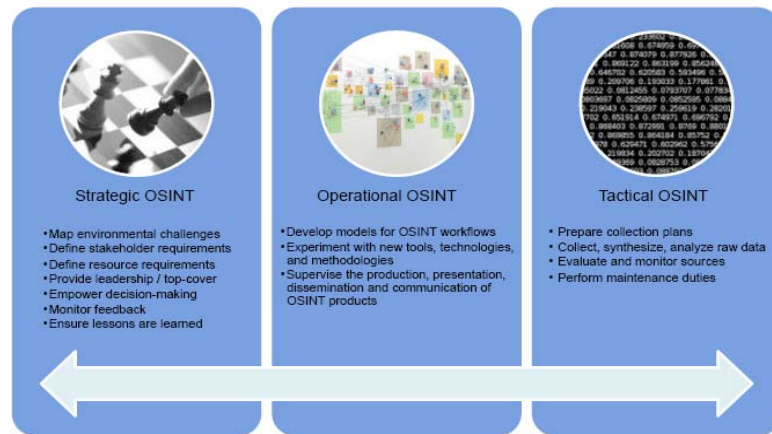 Strategic OSINT
•Map environmental challenges
•Define stakeholder requirements
•Define resource requirements
•Provide leadership / top-cover
•Empower decision-making
•Monitor feedback
•Ensure lessons are learned
Operational OSINT
•Develop models for OSINT workflows
•Experiment with new tools, technologies,
and methodologies
•Supervise the production, presentation,
dissemination and communication of
OSINT products
Tactical OSINT
• Prepare collection plans
• Collect, synthesize, analyze raw data
• Evaluate and monitor sources
• Perform maintenance duties